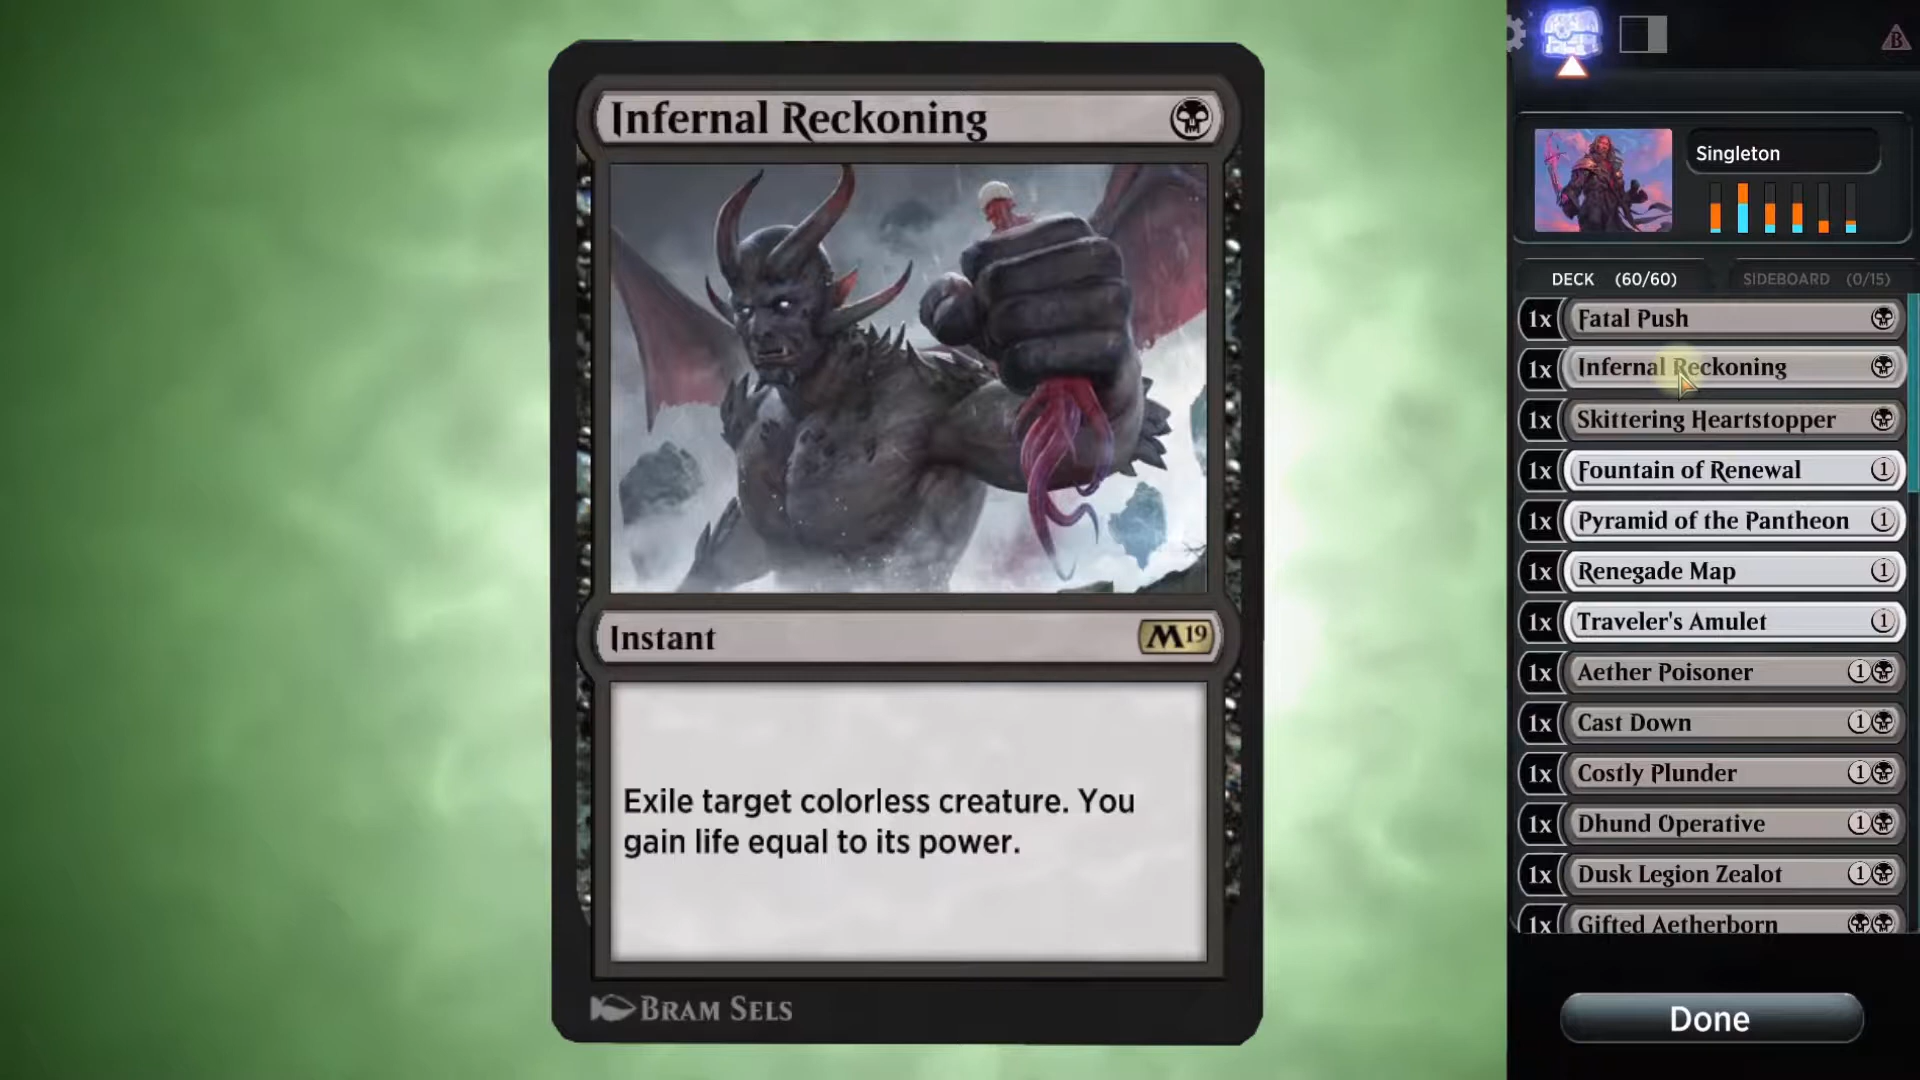 Infernal Reckoning
Instant
M19
Exile target colorless creature. You
gain life equal to its power.
Bram Sels
B
Singleton
DECK (60/60)
SIDEBOARD (0/15)
1x Fatal Push
1x Infernal Reckoning
1x Skittering Heartstopper
1x Fountain of Renewal 1
1x Pyramid of the Pantheon 1
1x Renegade Map 1
1x Traveler's Amulet 1
1x Aether Poisoner 1
1x Cast Down 1
1x Costly Plunder 1
1x Dhund Operative 1
1x Dusk Legion Zealot 1
1x Gifted Aetherborn
Done